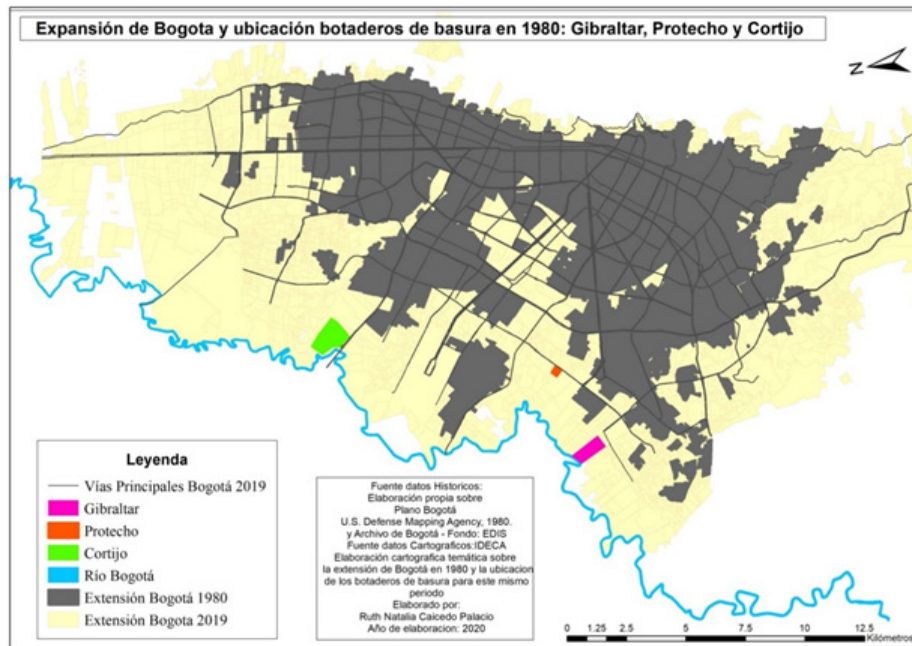 Expansión de Bogota y ubicación botaderos de basura en 1980: Gibraltar, Protecho y Cortijo
N
Leyenda
Vías Principales Bogotá 2019
Gibraltar
Protecho
Cortijo
Río Bogotá
Extensión Bogotá 1980
Extensión Bogota 2019
Fuente datos Historicos:
Elaboración propia sobre
Plano Bogotá
U.S. Defense Mapping Agency, 1980.
y Archivo de Bogotá - Fondo: EDIS
Fuente datos Cartograficos:IDECA
Elaboración cartografica temática sobre
la extensión de Bogotá en 1980 y la ubicacion
de los botaderos de basura para este mismo
periodo
Elaborado por:
Ruth Natalia Caicedo Palacio
Año de elaboracion: 2020
0 1.25 2.5 5 7.5 10 12.5
Kilómetros